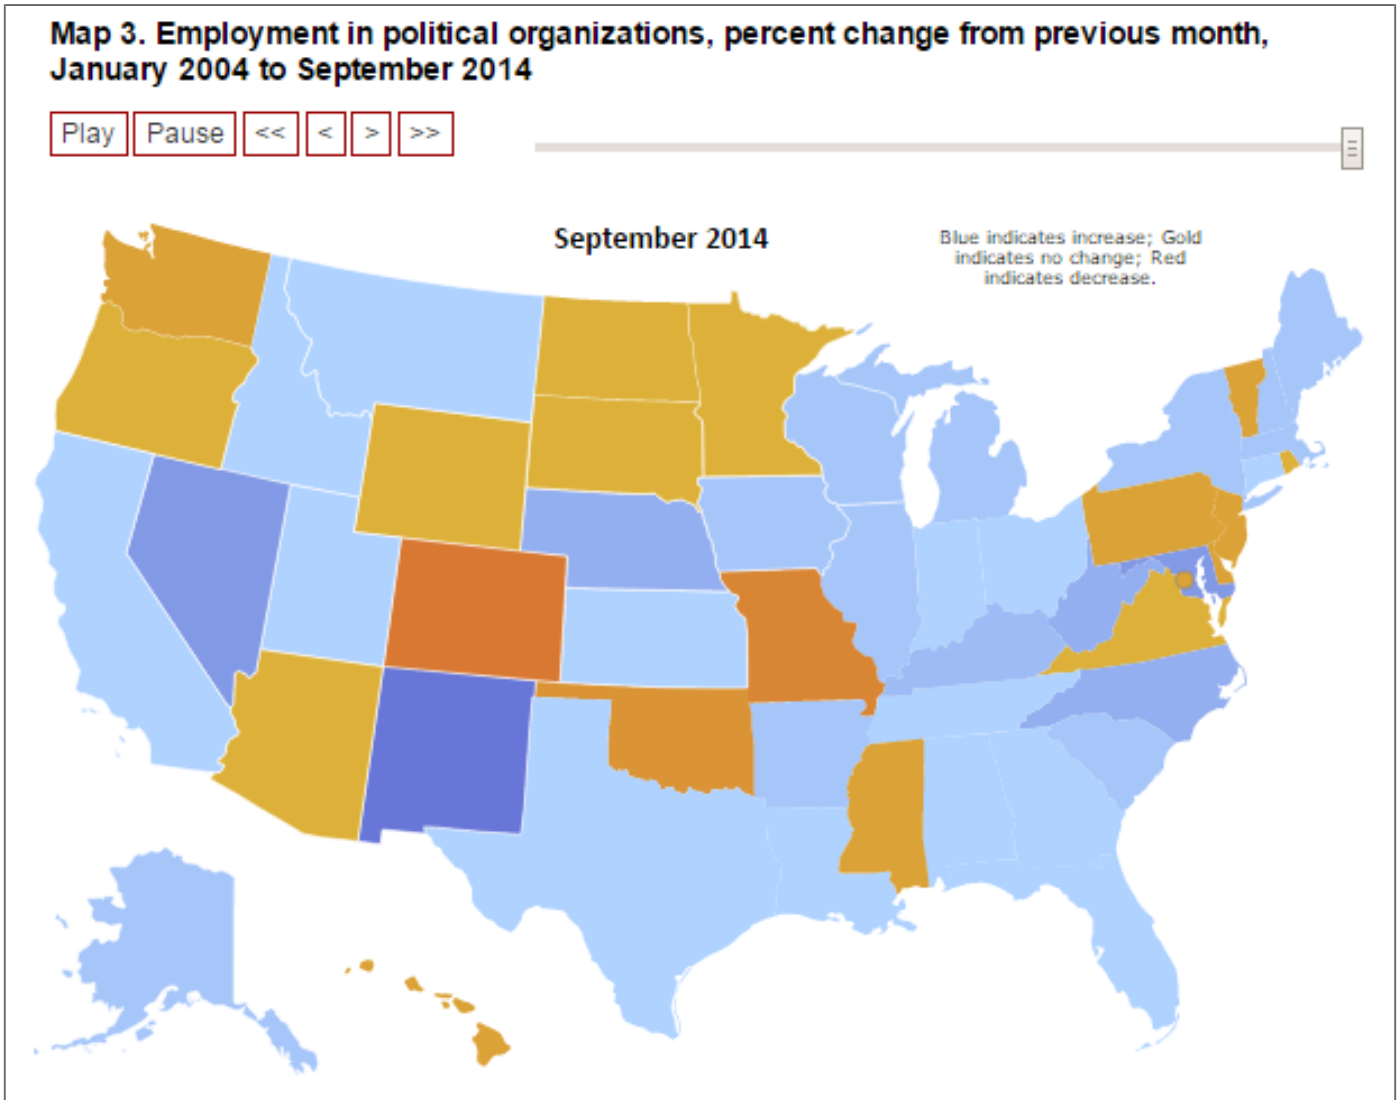 Map 3. Employment in political organizations, percent change from previous month,
January 2004 to September 2014
Play Pause << < > >>
September 2014
Blue indicates increase; Gold
indicates no change; Red
indicates decrease.